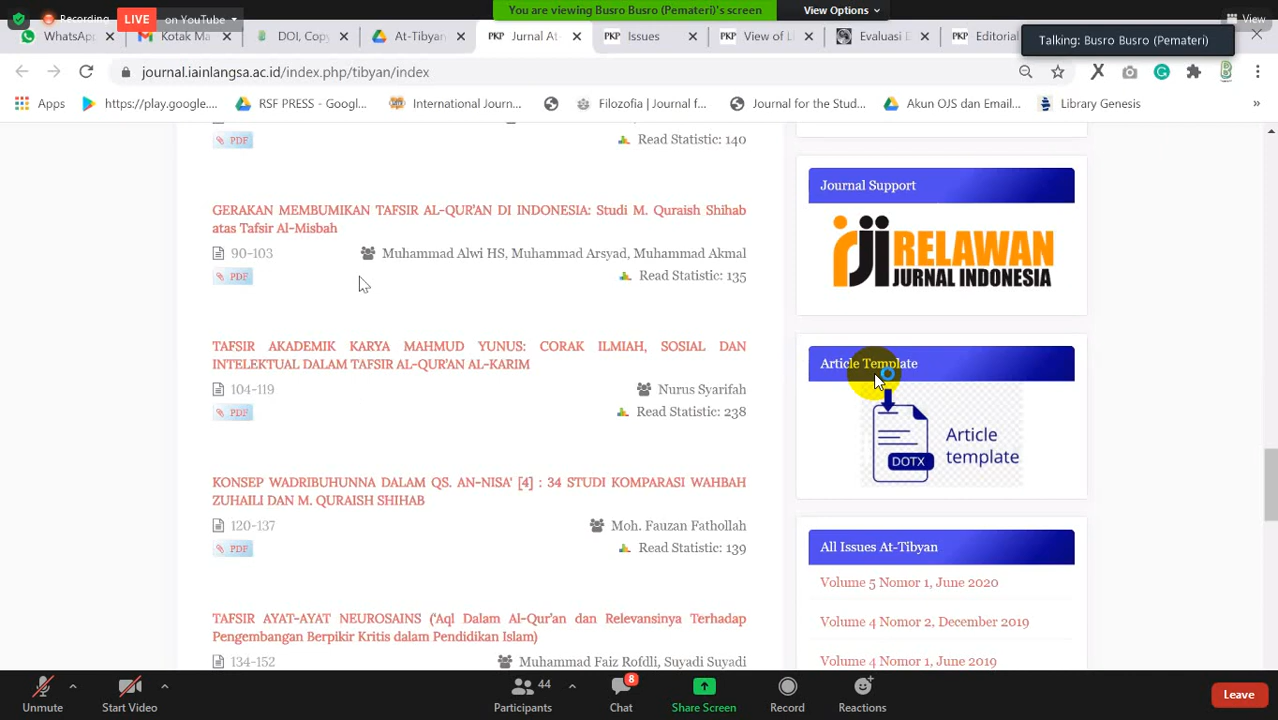 Recording
LIVE
on YouTube
You are viewing Busro Busro (Pemateri)'s screen
View Options
View
WhatsApp
Kotak Ma
DOI, Copy
At-Tibyan
PKP
Jurnal At-
PKP
Issues
PKP
View of Li
Evaluasi D
PKP
Editorial
Talking: Busro Busro (Pemateri)
journal.iainlangsa.ac.id/index.php/tibyan/index
Apps
https://play.google....
RSF PRESS - Googl...
International Journ...
Filozofia | Journal f...
Journal for the Stud...
Akun OJS dan Email...
Library Genesis
PDF
Read Statistic: 140
GERAKAN MEMBUMIKAN TAFSIR AL-QUR'AN DI INDONESIA: Studi M. Quraish Shihab
atas Tafsir Al-Misbah
90-103
Muhammad Alwi HS, Muhammad Arsyad, Muhammad Akmal
PDF
Read Statistic: 135
TAFSIR AKADEMIK KARYA MAHMUD YUNUS: CORAK ILMIAH, SOSIAL DAN
INTELEKTUAL DALAM TAFSIR AL-QUR'AN AL-KARIM
104-119
Nurus Syarifah
PDF
Read Statistic: 238
KONSEP WADRIBUHUNNA DALAM QS. AN-NISA' [4] : 34 STUDI KOMPARASI WAHBAH
ZUHAILI DAN M. QURAISH SHIHAB
120-137
Moh. Fauzan Fathollah
PDF
Read Statistic: 139
TAFSIR AYAT-AYAT NEUROSAINS ('Aql Dalam Al-Qur'an dan Relevansinya Terhadap
Pengembangan Berpikir Kritis dalam Pendidikan Islam)
134-152
Muhammad Faiz Rofdli, Suyadi Suyadi
Journal Support
rji RELAWAN
JURNAL INDONESIA
Article Template
Article
template
DOTX
All Issues At-Tibyan
Volume 5 Nomor 1, June 2020
Volume 4 Nomor 2, December 2019
Volume 4 Nomor 1, June 2019
Unmute
Start Video
44
Participants
8
Chat
Share Screen
Record
Reactions
Leave